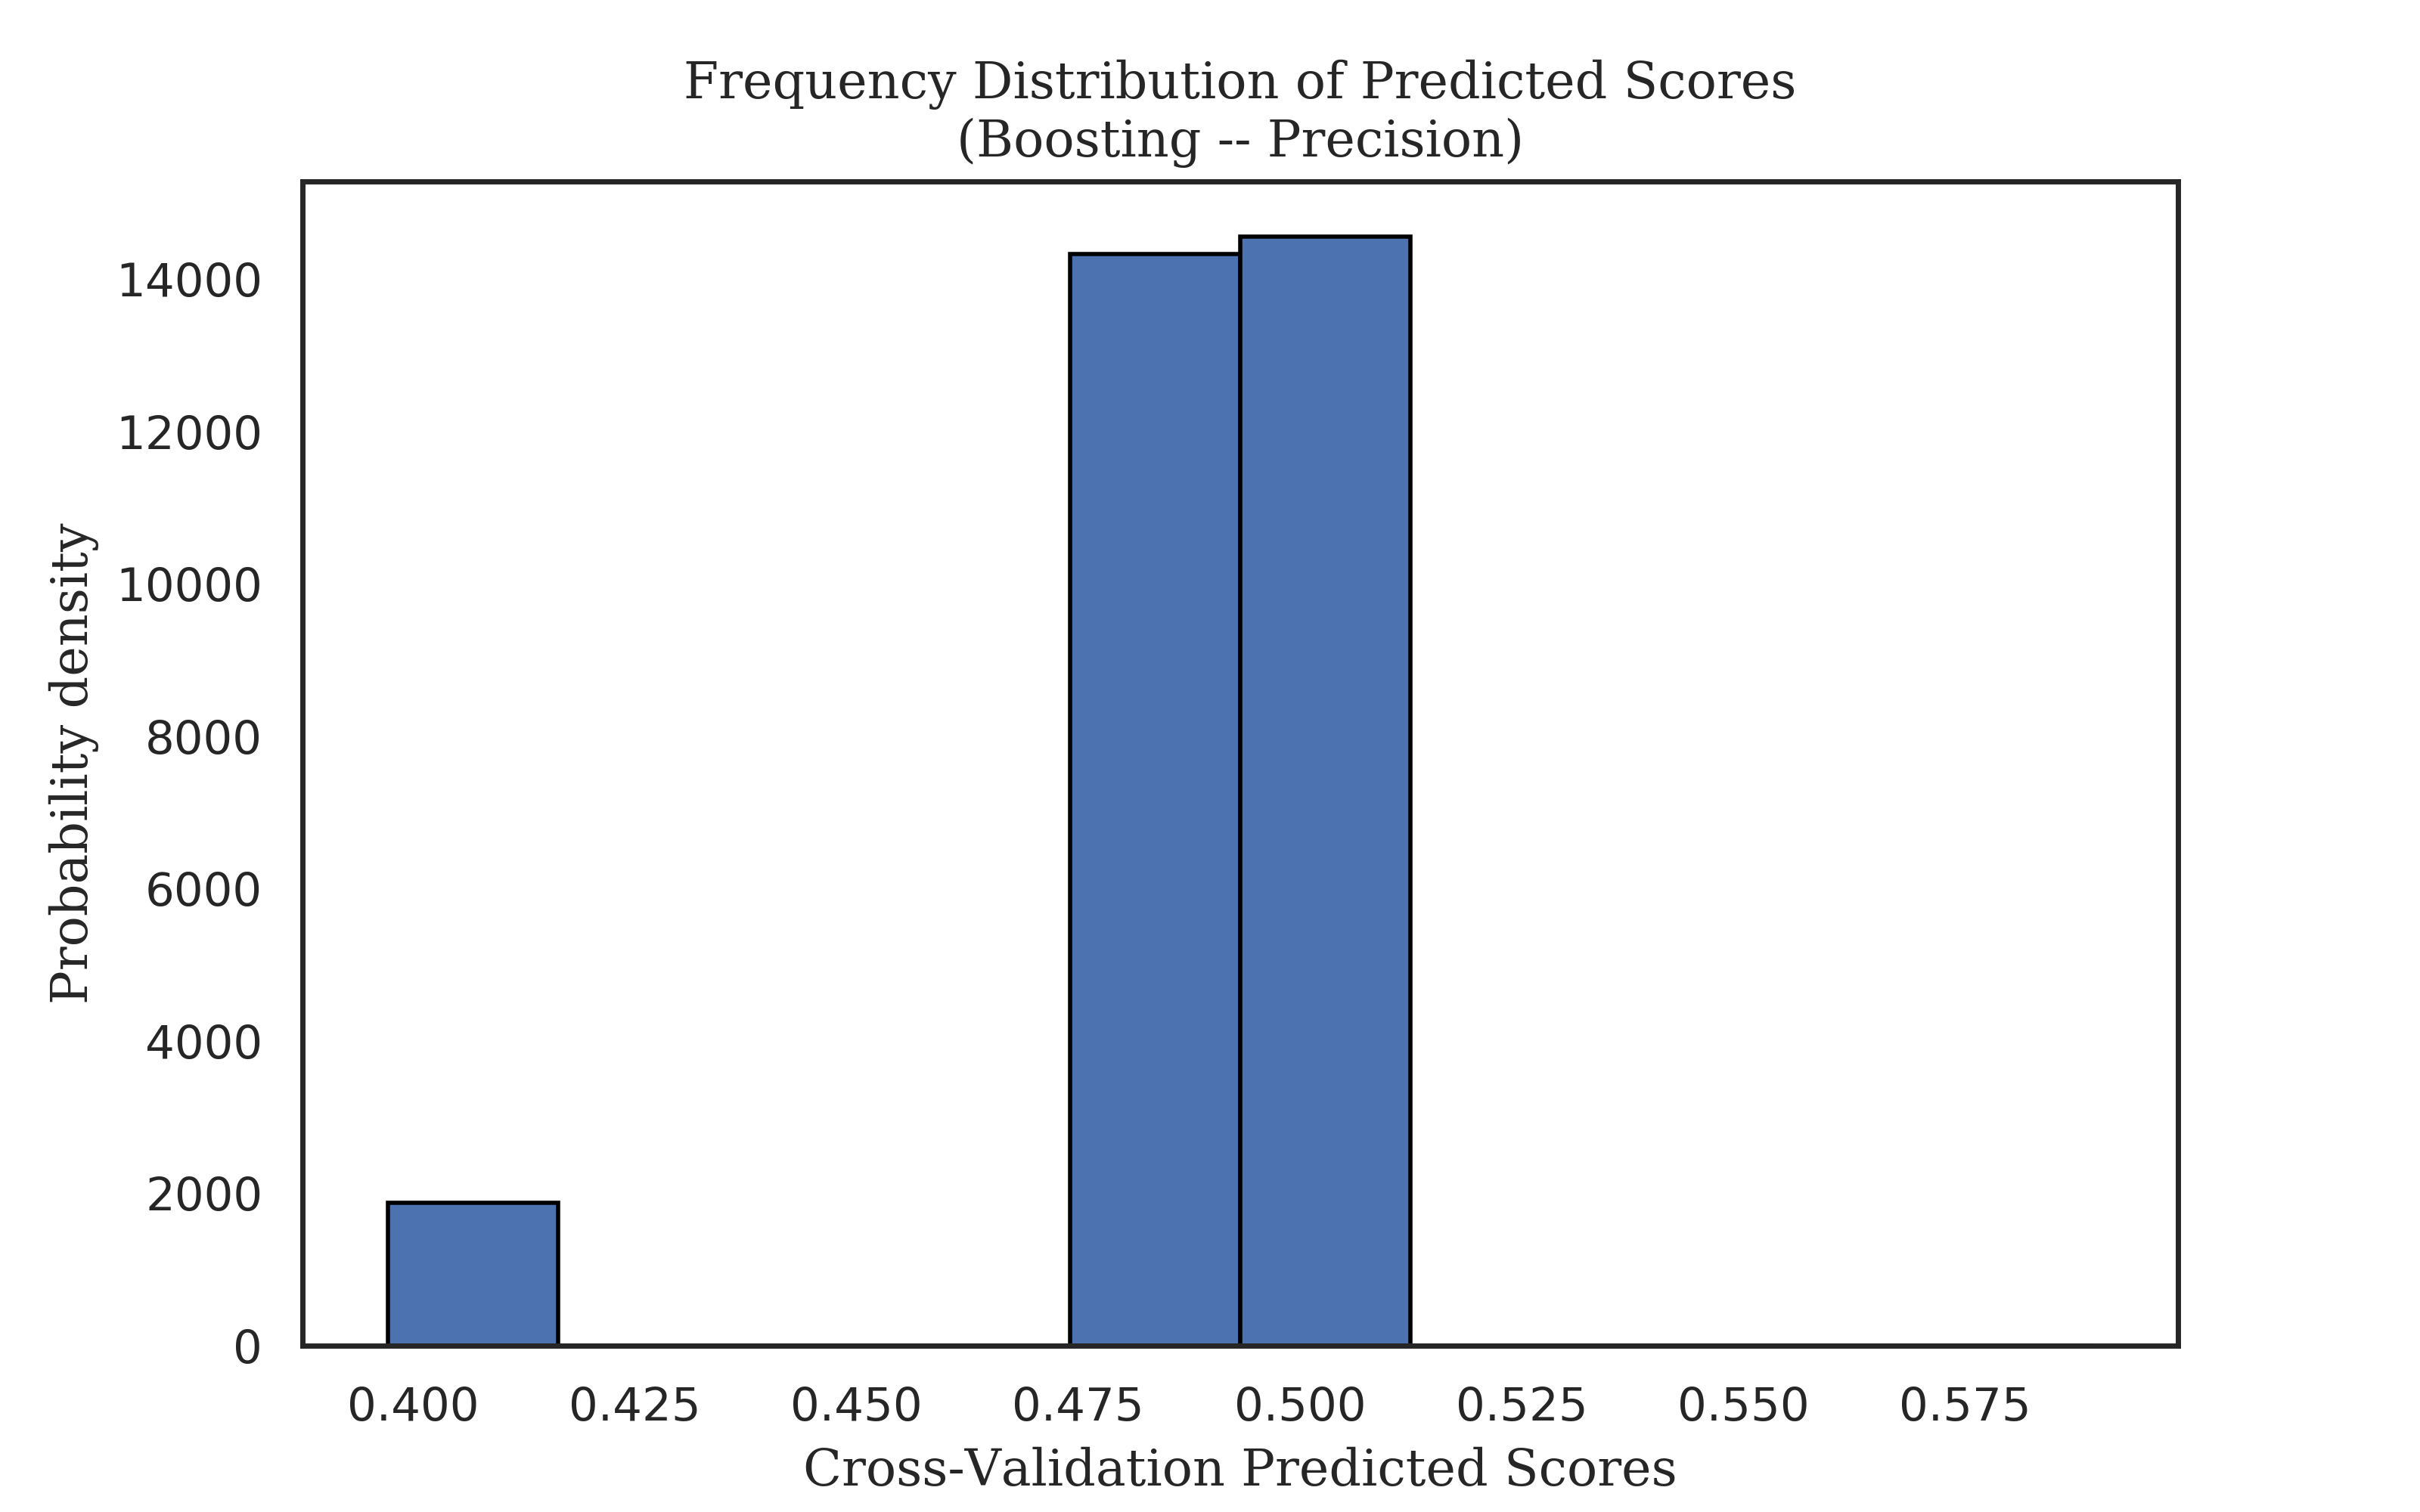 Frequency Distribution of Predicted Scores
(Boosting -- Precision)
Probability density
14000
12000
10000
8000
6000
4000
2000
0
0.400 0.425 0.450 0.475 0.500 0.525 0.550 0.575
Cross-Validation Predicted Scores